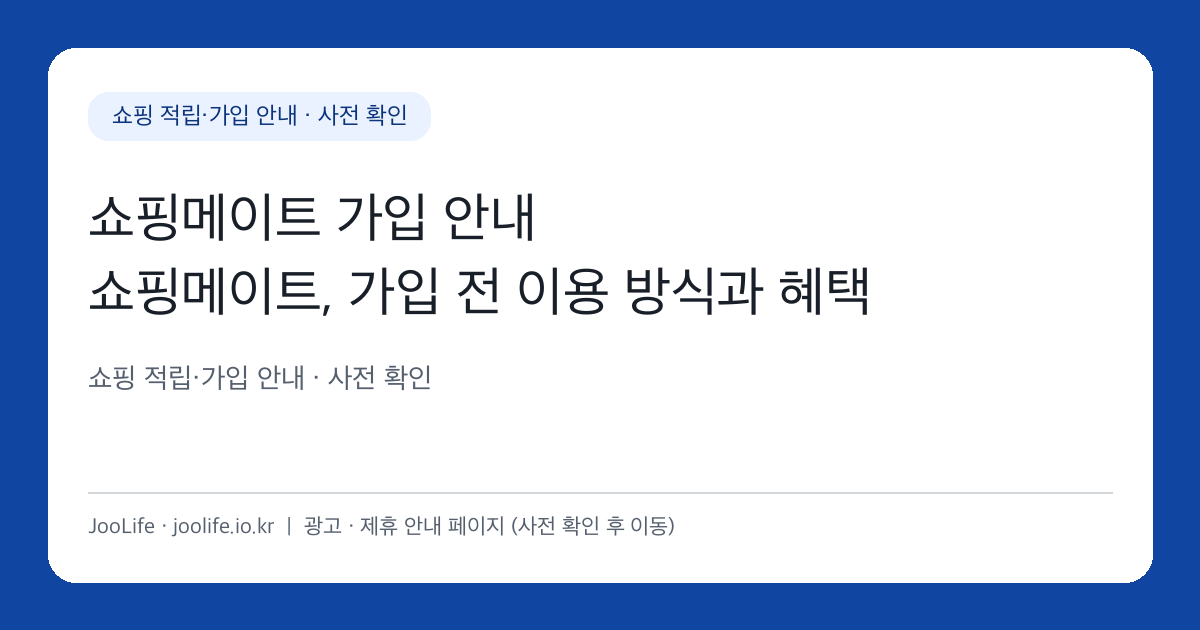 쇼핑 적립·가입 안내 · 사전 확인
쇼핑메이트 가입 안내
쇼핑메이트, 가입 전 이용 방식과 혜택
쇼핑 적립·가입 안내 · 사전 확인
JooLife · joolife.io.kr | 광고 · 제휴 안내 페이지 (사전 확인 후 이동)